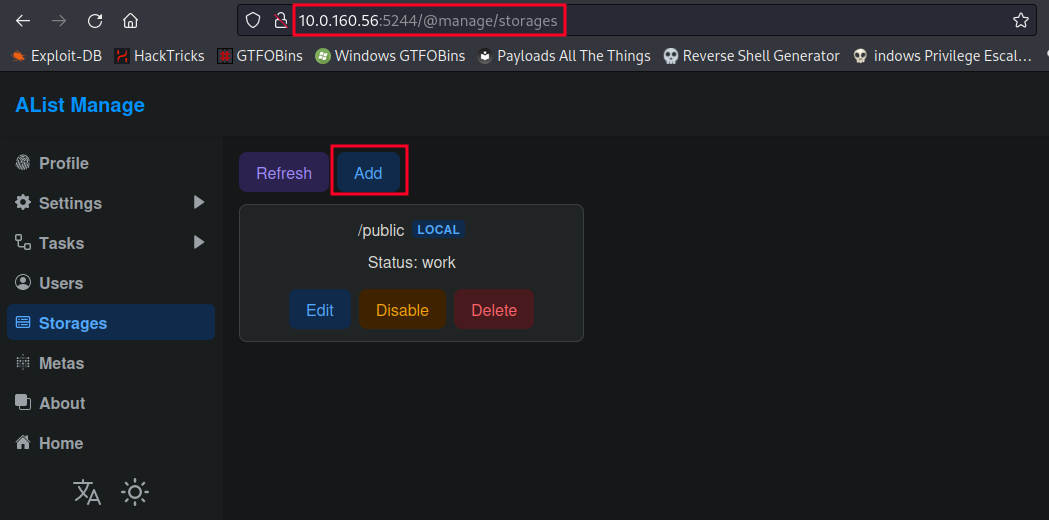 10.0.160.56:5244/@manage/storages
Exploit-DB HackTricks GTFOBins Windows GTFOBins Payloads All The Things Reverse Shell Generator indows Privilege Escal…
AList Manage
Profile
Settings
Tasks
Users
Storages
Metas
About
Home
Refresh Add
/public LOCAL
Status: work
Edit Disable Delete